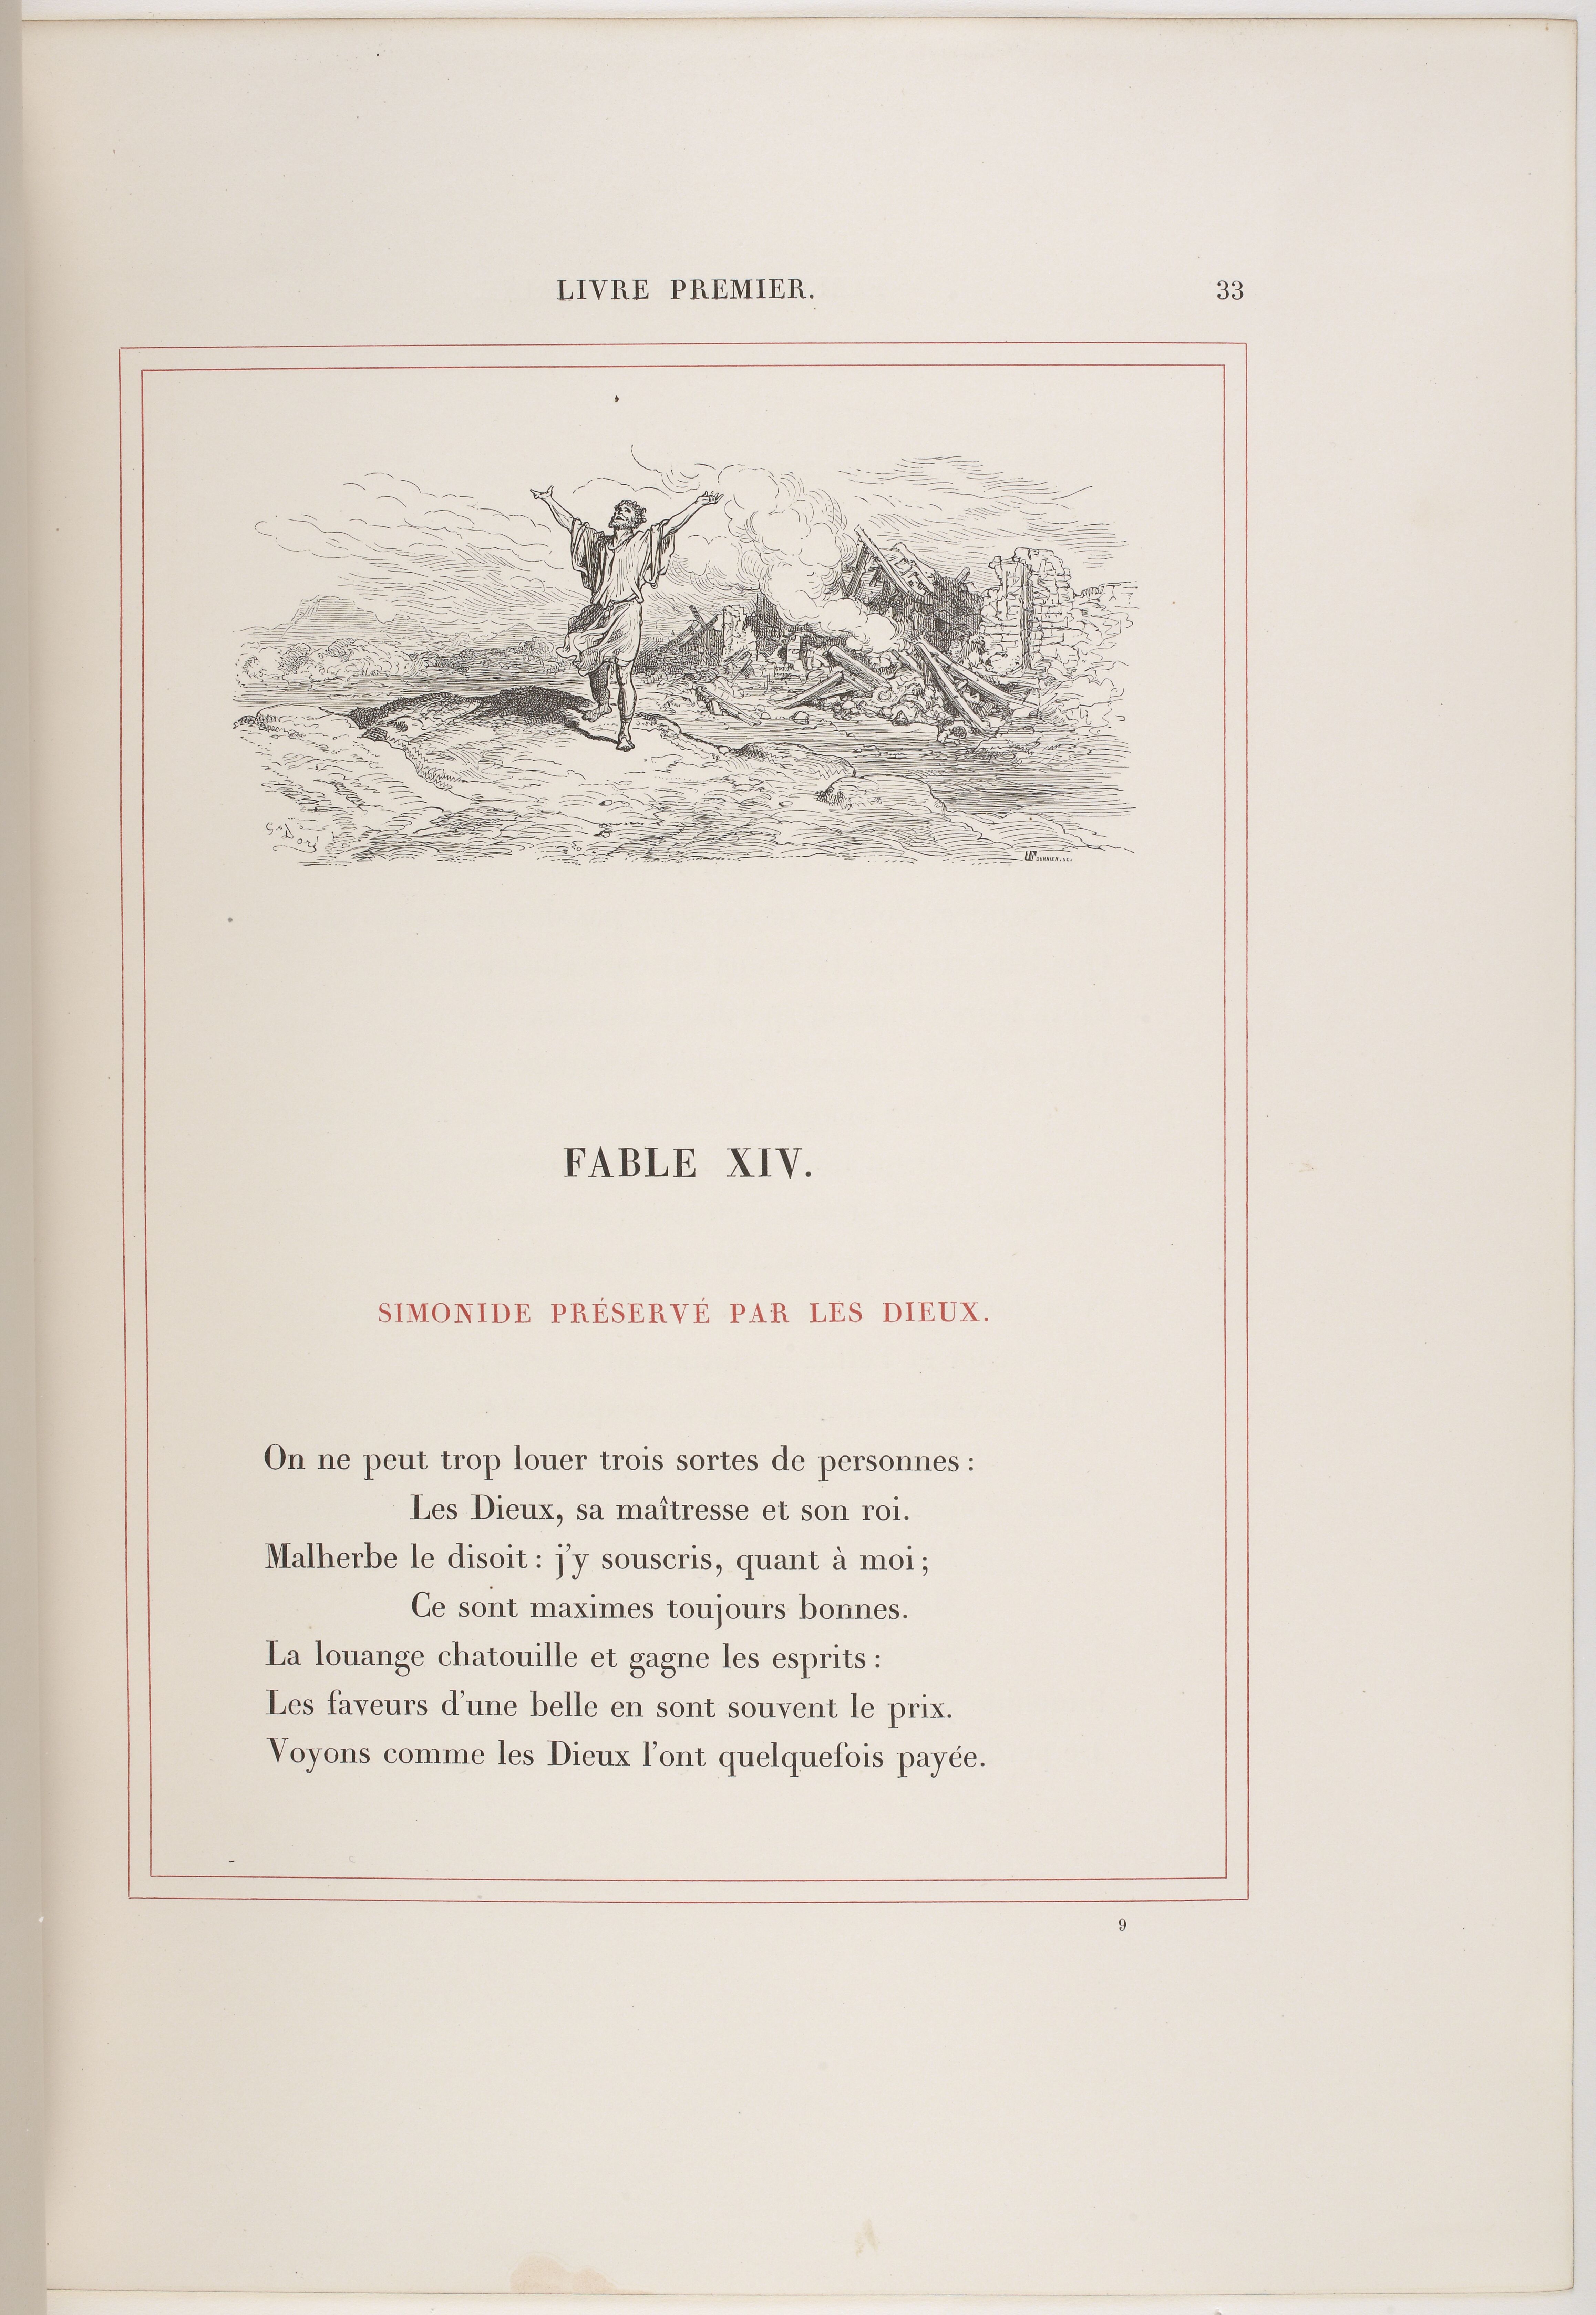 LIVRE PREMIER.
33
G. Doré
FOURNIER. SC.
FABLE XIV.
SIMONIDE PRÉSERVÉ PAR LES DIEUX.
On ne peut trop louer trois sortes de personnes :
Les Dieux, sa maîtresse et son roi.
Malherbe le disoit : j'y souscris, quant à moi ;
Ce sont maximes toujours bonnes.
La louange chatouille et gagne les esprits :
Les faveurs d'une belle en sont souvent le prix.
Voyons comme les Dieux l'ont quelquefois payée.
9